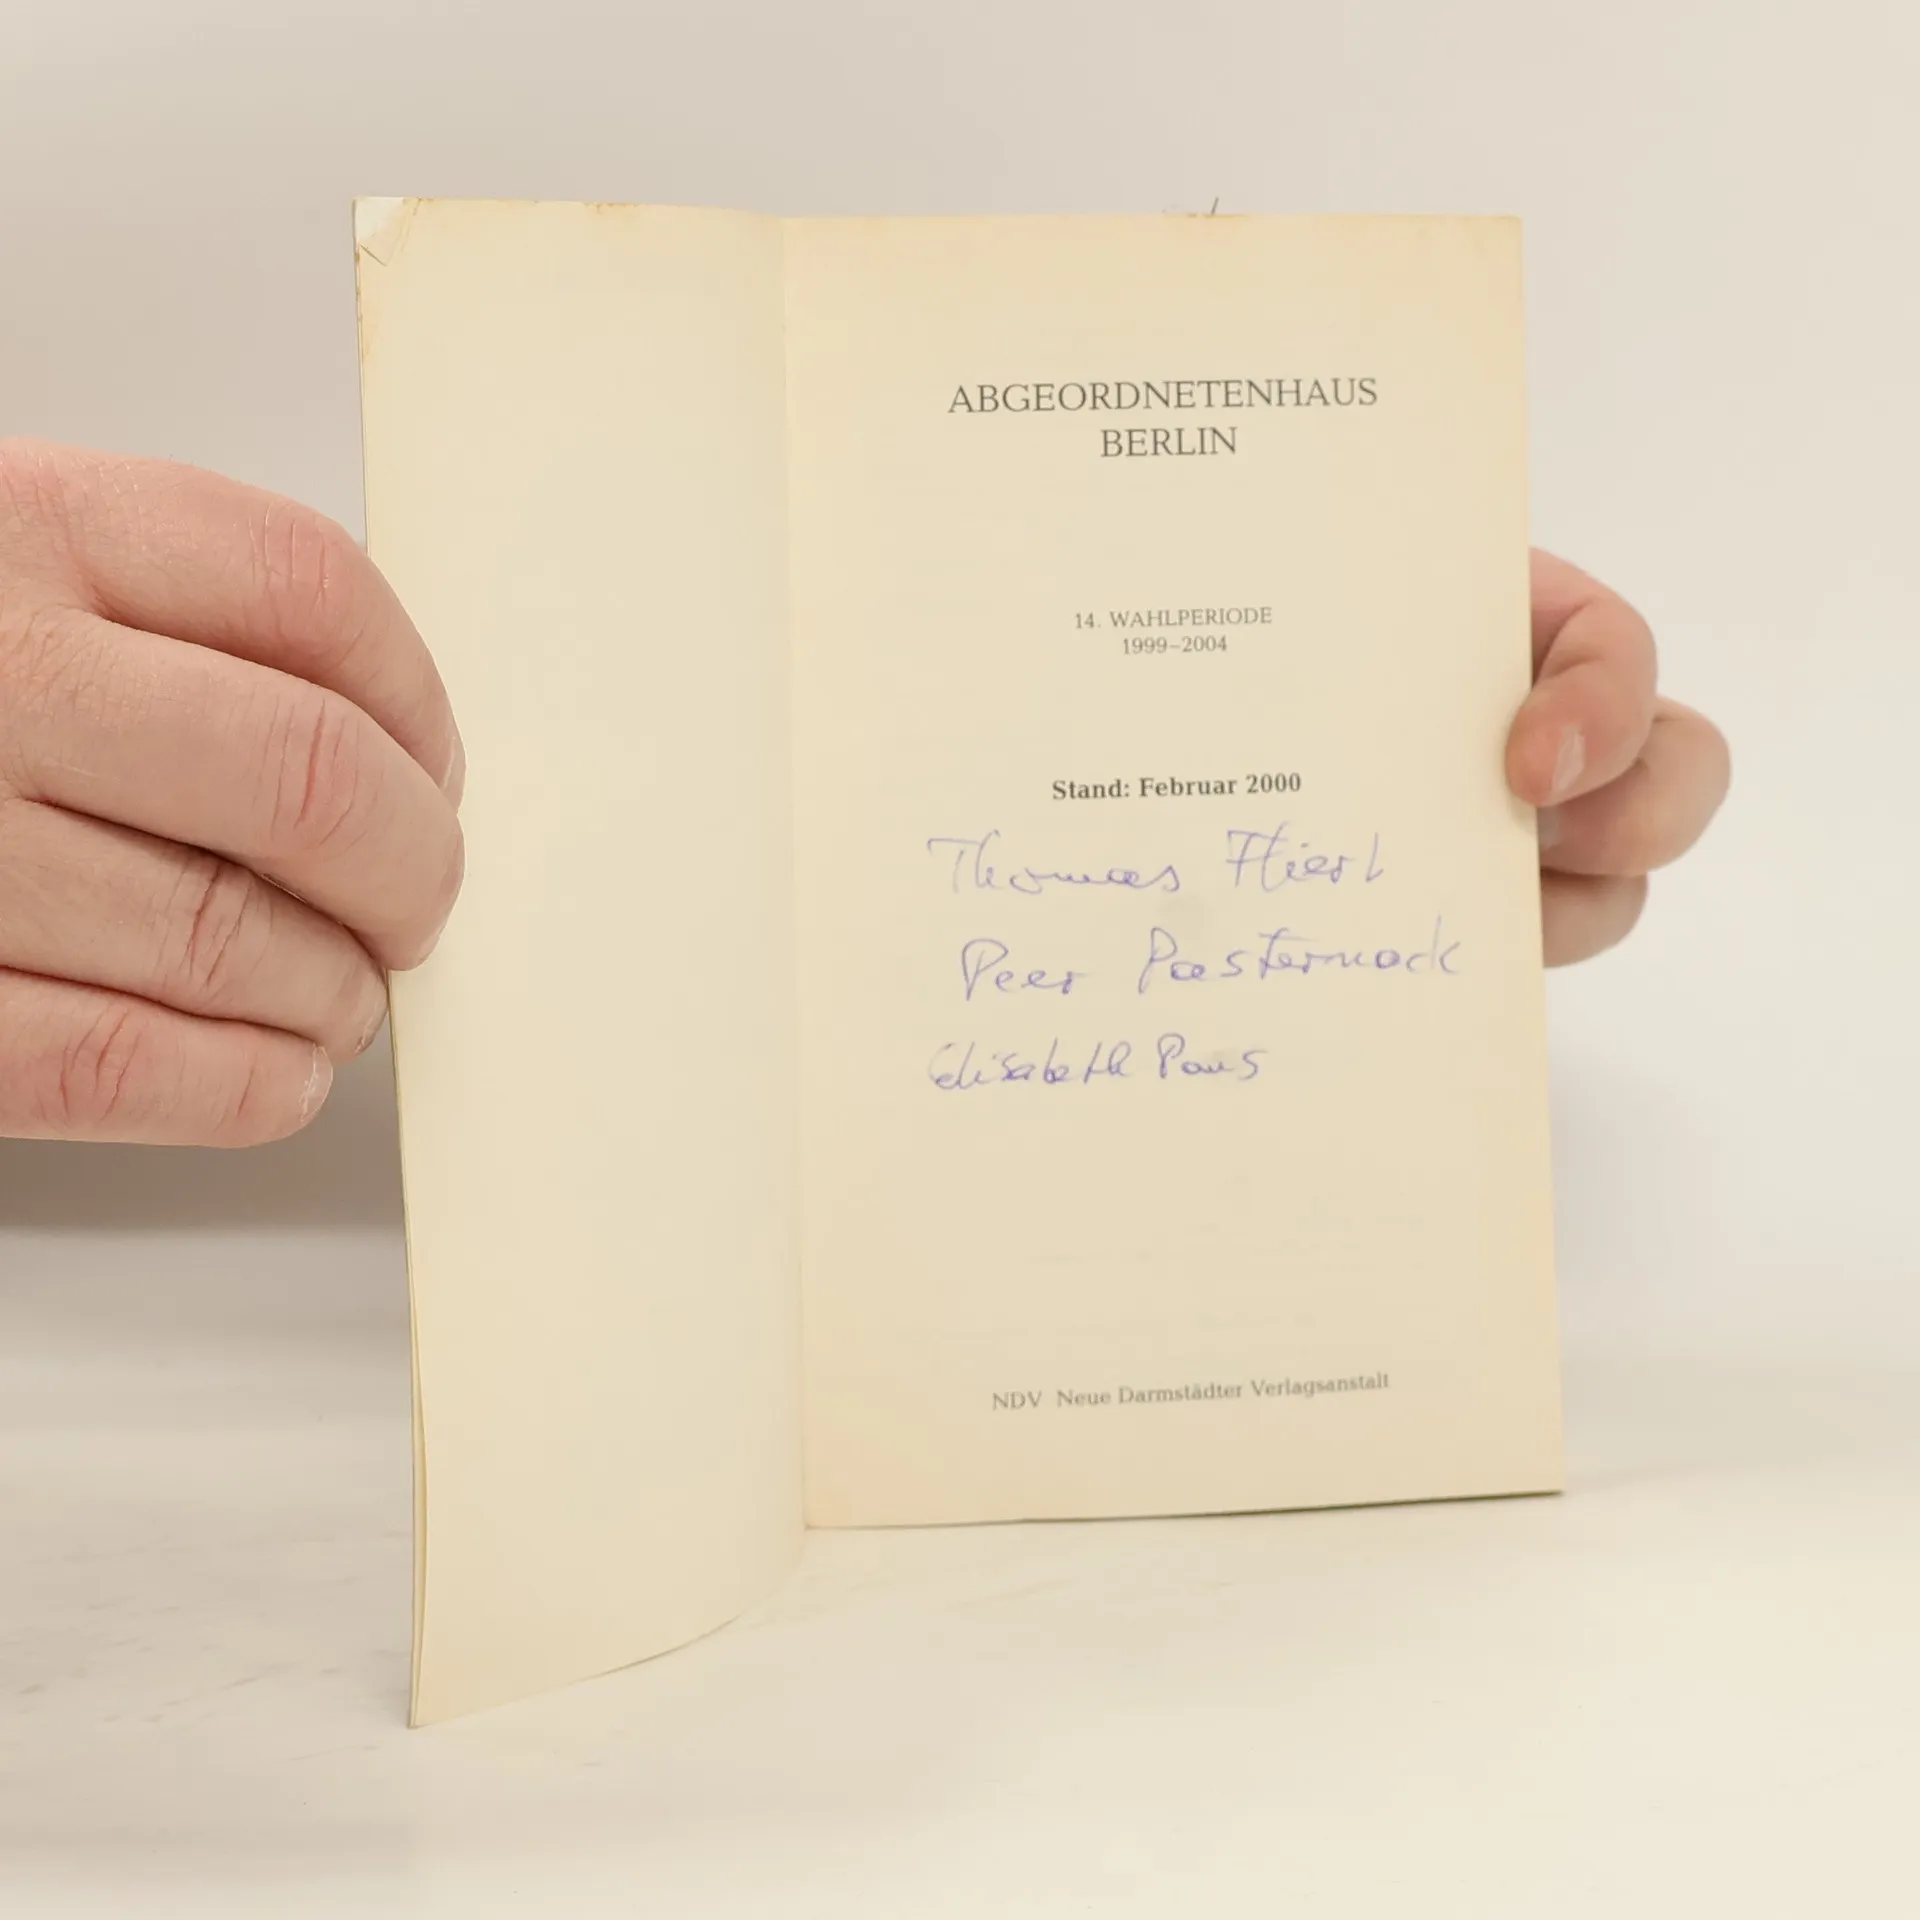 ABGEORDNETENHAUS
BERLIN
14. WAHLPERIODE
1999–2004
Stand: Februar 2000
Thomas Flierl
Peer Pasternack
Elisabeth Paus
NDV Neue Darmstädter Verlagsanstalt